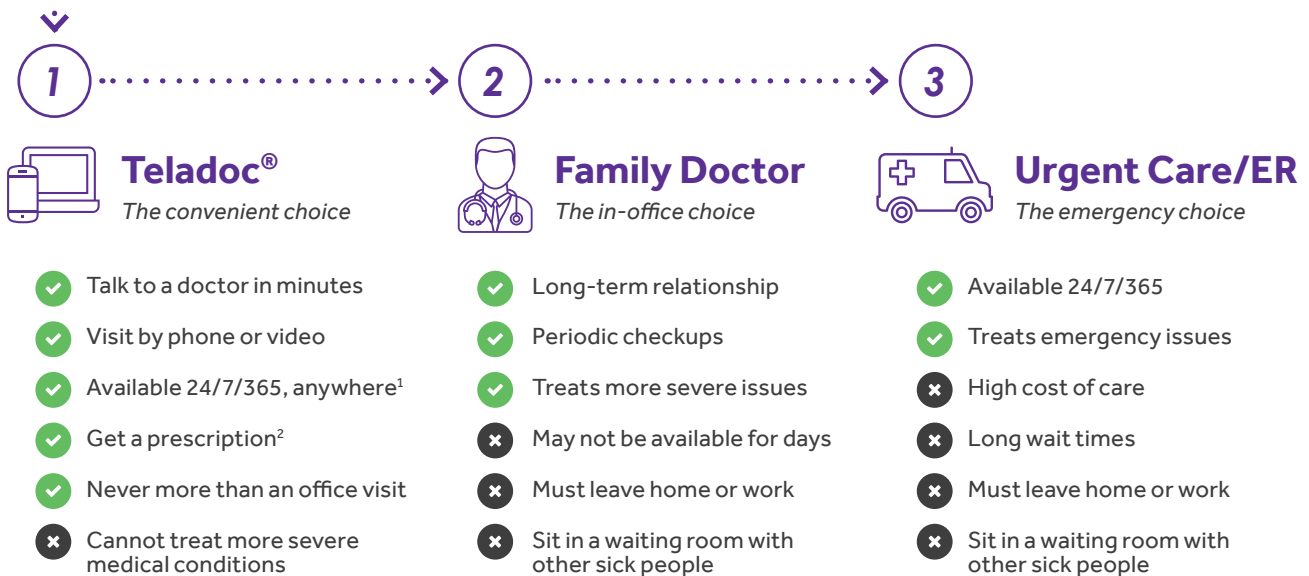 1
2
3
Teladoc®
The convenient choice
Talk to a doctor in minutes
Visit by phone or video
Available 24/7/365, anywhere¹
Get a prescription²
Never more than an office visit
Cannot treat more severe
medical conditions
Family Doctor
The in-office choice
Long-term relationship
Periodic checkups
Treats more severe issues
May not be available for days
Must leave home or work
Sit in a waiting room with
other sick people
Urgent Care/ER
The emergency choice
Available 24/7/365
Treats emergency issues
High cost of care
Long wait times
Must leave home or work
Sit in a waiting room with
other sick people